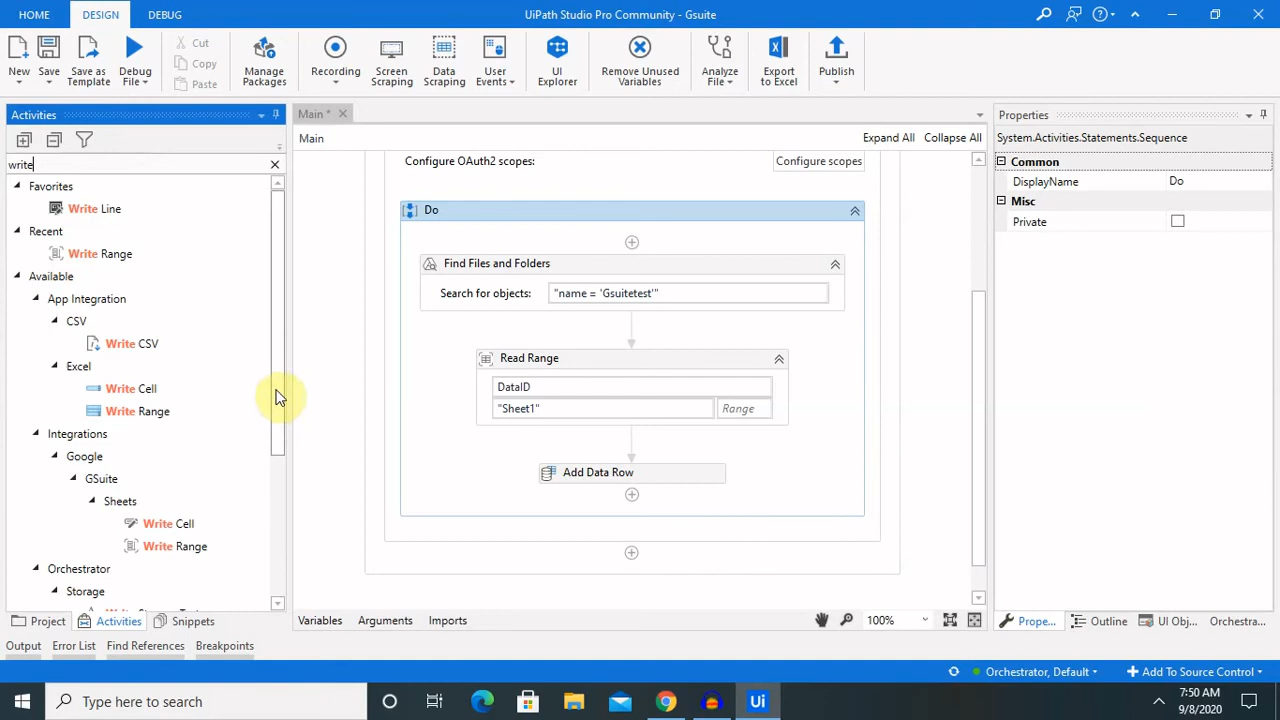 HOME DESIGN DEBUG UiPath Studio Pro Community - Gsuite
New Save Save as Template Debug File Cut Copy Paste Manage Packages Recording Screen Scraping Data Scraping User Events UI Explorer Remove Unused Variables Analyze File Export to Excel Publish
Activities
Main *
Properties
Main
Expand All Collapse All
System.Activities.Statements.Sequence
write
Configure OAuth2 scopes: Configure scopes
Common
Favorites
DisplayName Do
Write Line
Do
Misc
Recent
Private
Write Range
Find Files and Folders
Available
Search for objects: "name = 'Gsuitetest'"
App Integration
CSV
Write CSV
Read Range
Excel
DataID
Write Cell
"Sheet1" Range
Write Range
Integrations
Google
Add Data Row
GSuite
Sheets
Write Cell
Write Range
Orchestrator
Storage
Project Activities Snippets
Variables Arguments Imports
100%
Prope... Outline UI Obj... Orchestra...
Output Error List Find References Breakpoints
Orchestrator, Default Add To Source Control
Type here to search
Ui
7:50 AM
9/8/2020